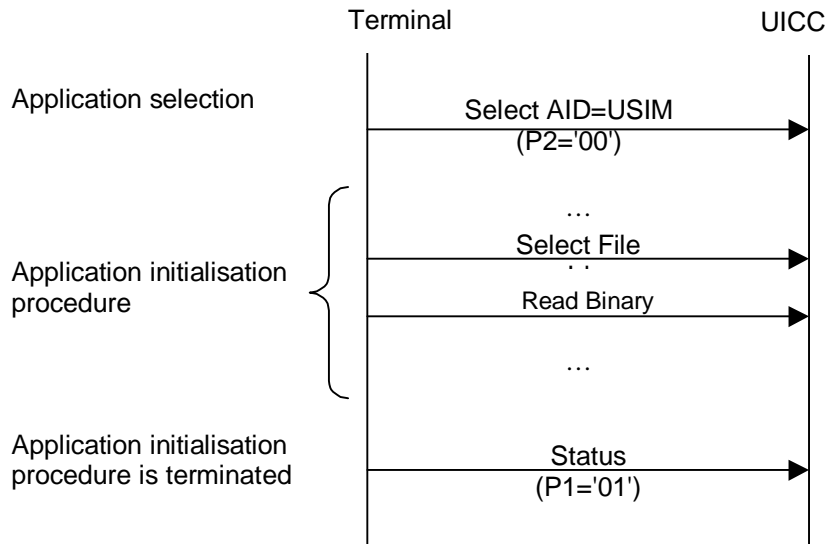 Terminal UICC
Application selection
Select AID=USIM
(P2='00')
...
Select File
. .
Application initialisation
procedure
Read Binary
...
Application initialisation
procedure is terminated
Status
(P1='01')